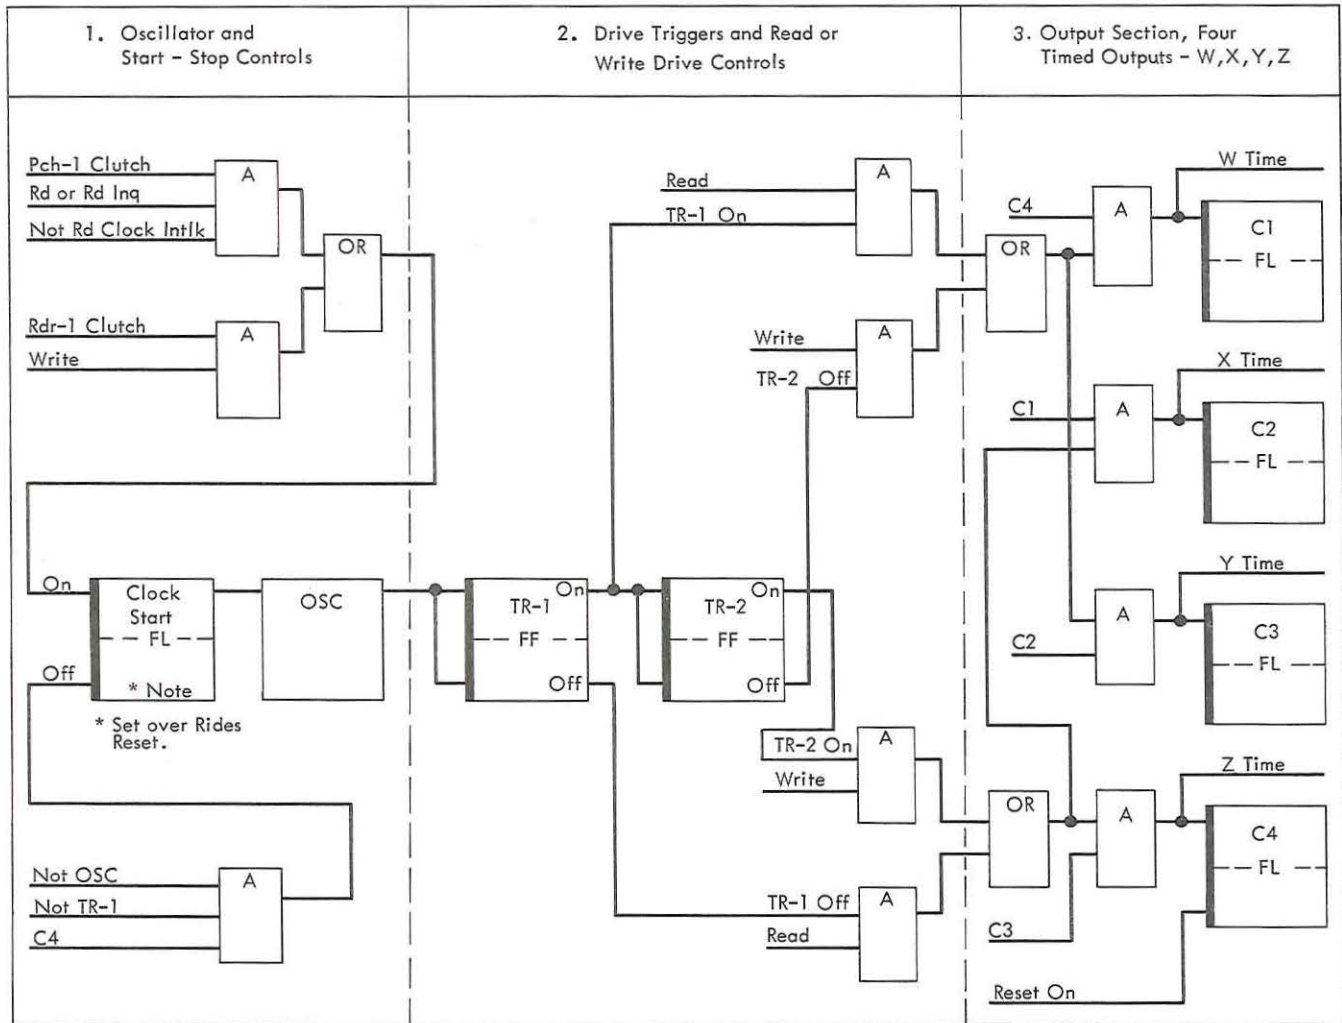 1. Oscillator and
Start - Stop Controls
2. Drive Triggers and Read or
Write Drive Controls
3. Output Section, Four
Timed Outputs - W,X,Y,Z
Pch-1 Clutch
Rd or Rd Inq
Not Rd Clock Intlk
A
OR
Rdr-1 Clutch
Write
A
On
Off
Clock
Start
FL
* Note
* Set over Rides
Reset.
OSC
Not OSC
Not TR-1
C4
A
Read
TR-1 On
A
Write
TR-2 Off
A
TR-1
On
FF
Off
TR-2
On
FF
Off
TR-2 On
Write
A
TR-1 Off
Read
A
OR
C4
A
W Time
C1
FL
C1
A
X Time
C2
FL
C2
A
Y Time
C3
FL
OR
A
Z Time
C4
FL
C3
Reset On